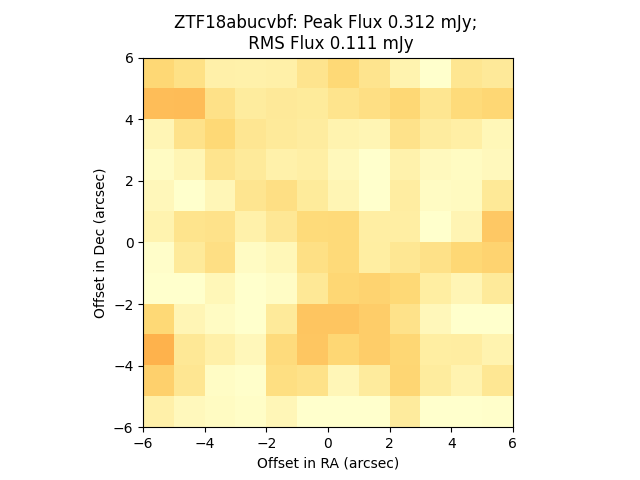 ZTF18abucvbf: Peak Flux 0.312 mJy;
RMS Flux 0.111 mJy
6
4
2
0
−2
−4
−6
Offset in Dec (arcsec)
−6 −4 −2 0 2 4 6
Offset in RA (arcsec)